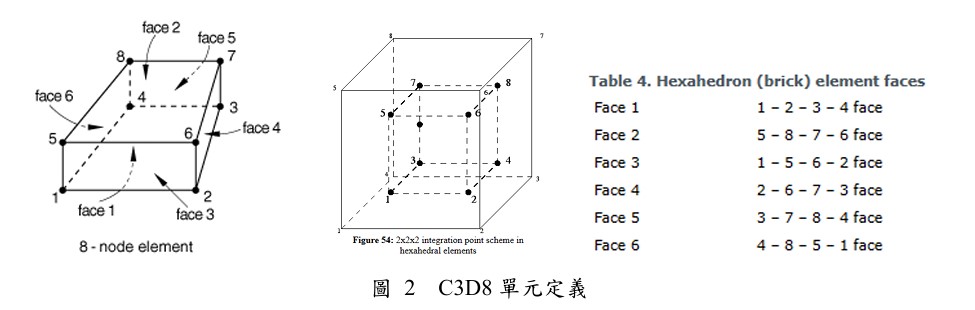 face 2
face 5
8
7
4
3
face 6
face 4
5
6
1
2
face 1
face 3
8 - node element
8
7
7
8
5
6
5
6
3
4
4
3
1
2
1
2
Figure 54: 2x2x2 integration point scheme in
hexahedral elements
Table 4. Hexahedron (brick) element faces
Face 1 1 – 2 – 3 – 4 face
Face 2 5 – 8 – 7 – 6 face
Face 3 1 – 5 – 6 – 2 face
Face 4 2 – 6 – 7 – 3 face
Face 5 3 – 7 – 8 – 4 face
Face 6 4 – 8 – 5 – 1 face
圖 2 C3D8 單元定義